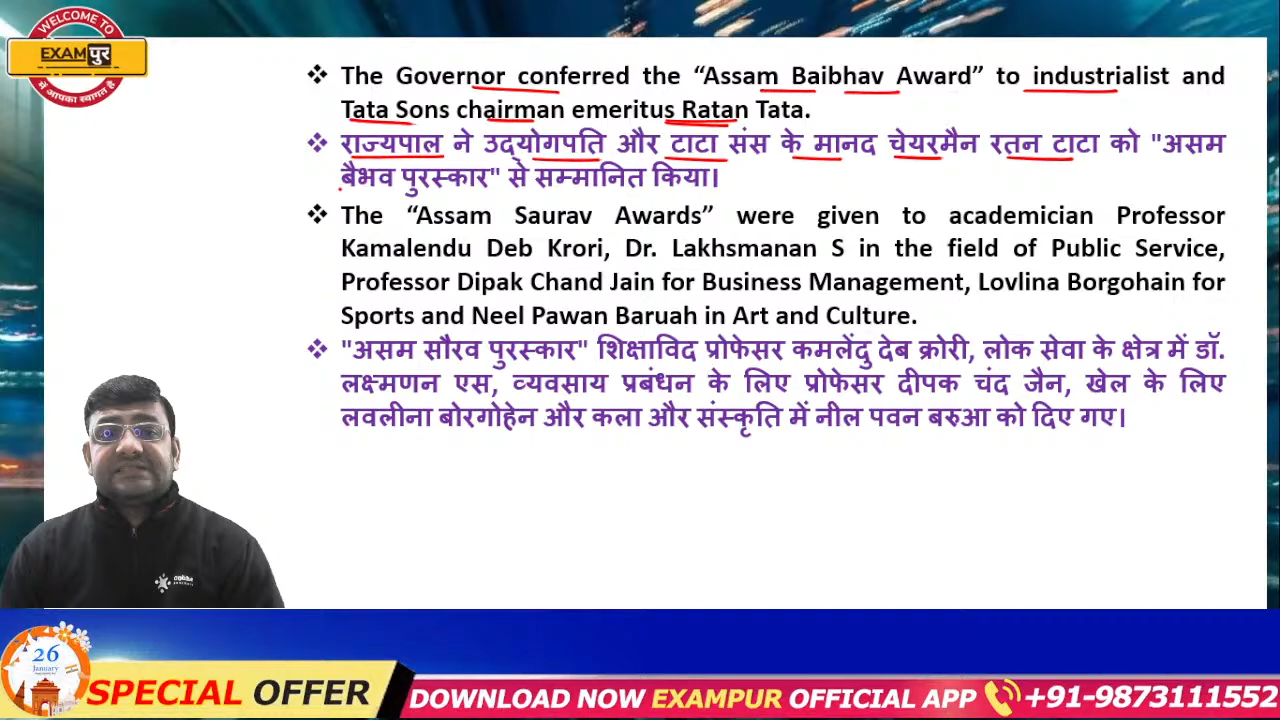 WELCOME TO
EXAMपुर
में आपका स्वागत है
❖ The Governor conferred the “Assam Baibhav Award” to industrialist and
Tata Sons chairman emeritus Ratan Tata.
❖ राज्यपाल ने उद्योगपति और टाटा संस के मानद चेयरमैन रतन टाटा को "असम
बैभव पुरस्कार" से सम्मानित किया।
❖ The “Assam Saurav Awards” were given to academician Professor
Kamalendu Deb Krori, Dr. Lakhsmanan S in the field of Public Service,
Professor Dipak Chand Jain for Business Management, Lovlina Borgohain for
Sports and Neel Pawan Baruah in Art and Culture.
❖ "असम सौरव पुरस्कार" शिक्षाविद प्रोफेसर कमलेंदु देब क्रोरी, लोक सेवा के क्षेत्र में डॉ.
लक्ष्मणन एस, व्यवसाय प्रबंधन के लिए प्रोफेसर दीपक चंद जैन, खेल के लिए
लवलीना बोरगोहेन और कला और संस्कृति में नील पवन बरुआ को दिए गए।
26
January
SPECIAL OFFER
DOWNLOAD NOW EXAMPUR OFFICIAL APP
+91-9873111552